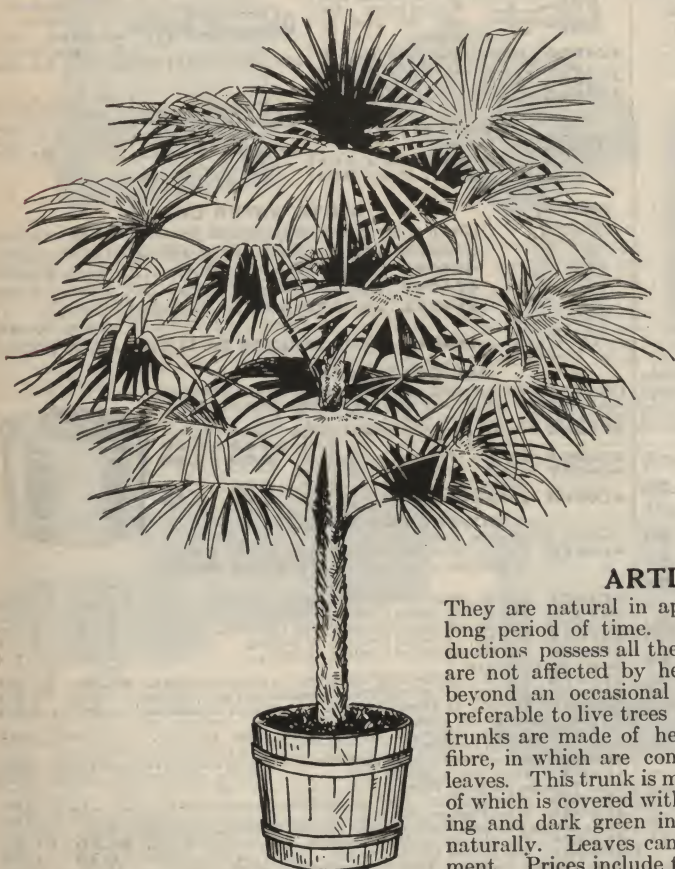 ARTI
They are natural in ap
long period of time.
ductions possess all the
are not affected by he
beyond an occasional
preferable to live trees
trunks are made of he
fibre, in which are con
leaves. This trunk is m
of which is covered with
ing and dark green in
naturally. Leaves can
ment. Prices include t